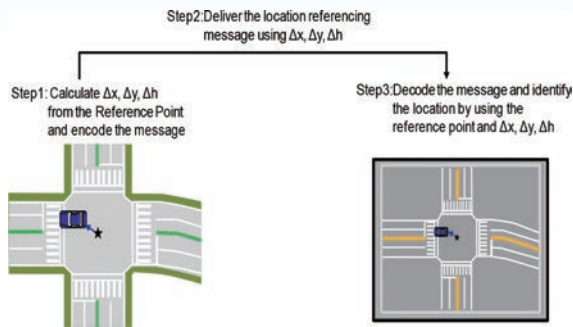 Step2:Deliver the location referencing
message using Δx, Δy, Δh
Step1: Calculate Δx, Δy, Δh
from the Reference Point
and encode the message
Step3:Decode the message and identify
the location by using the
reference point and Δx, Δy, Δh